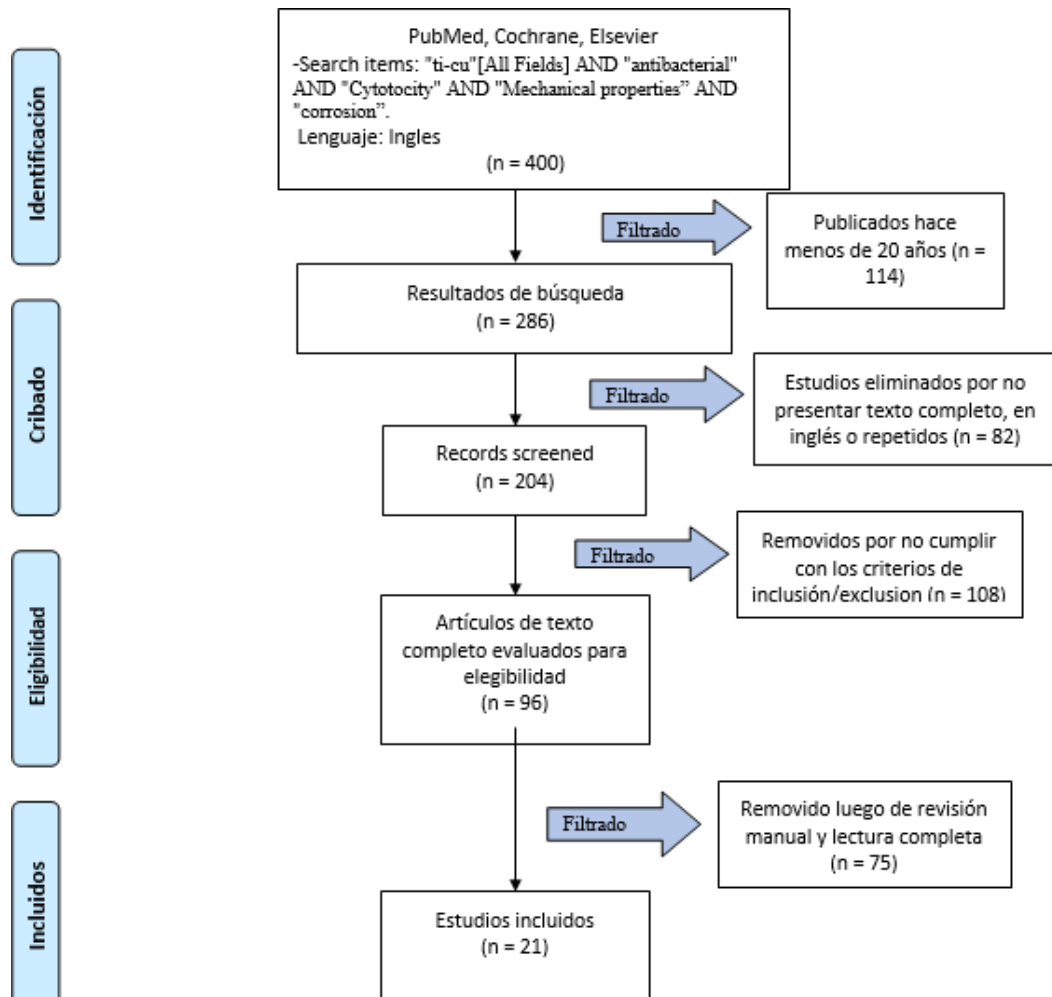 Identificación
PubMed, Cochrane, Elsevier
-Search items: "ti-cu"[All Fields] AND "antibacterial"
AND "Cytotocity" AND "Mechanical properties” AND
"corrosion”.
Lenguaje: Ingles
(n = 400)
Filtrado
Publicados hace
menos de 20 años (n =
114)
Resultados de búsqueda
(n = 286)
Cribado
Filtrado
Estudios eliminados por no
presentar texto completo, en
inglés o repetidos (n = 82)
Records screened
(n = 204)
Eligibilidad
Filtrado
Removidos por no cumplir
con los criterios de
inclusión/exclusion (n = 108)
Artículos de texto
completo evaluados para
elegibilidad
(n = 96)
Incluidos
Filtrado
Removido luego de revisión
manual y lectura completa
(n = 75)
Estudios incluidos
(n = 21)